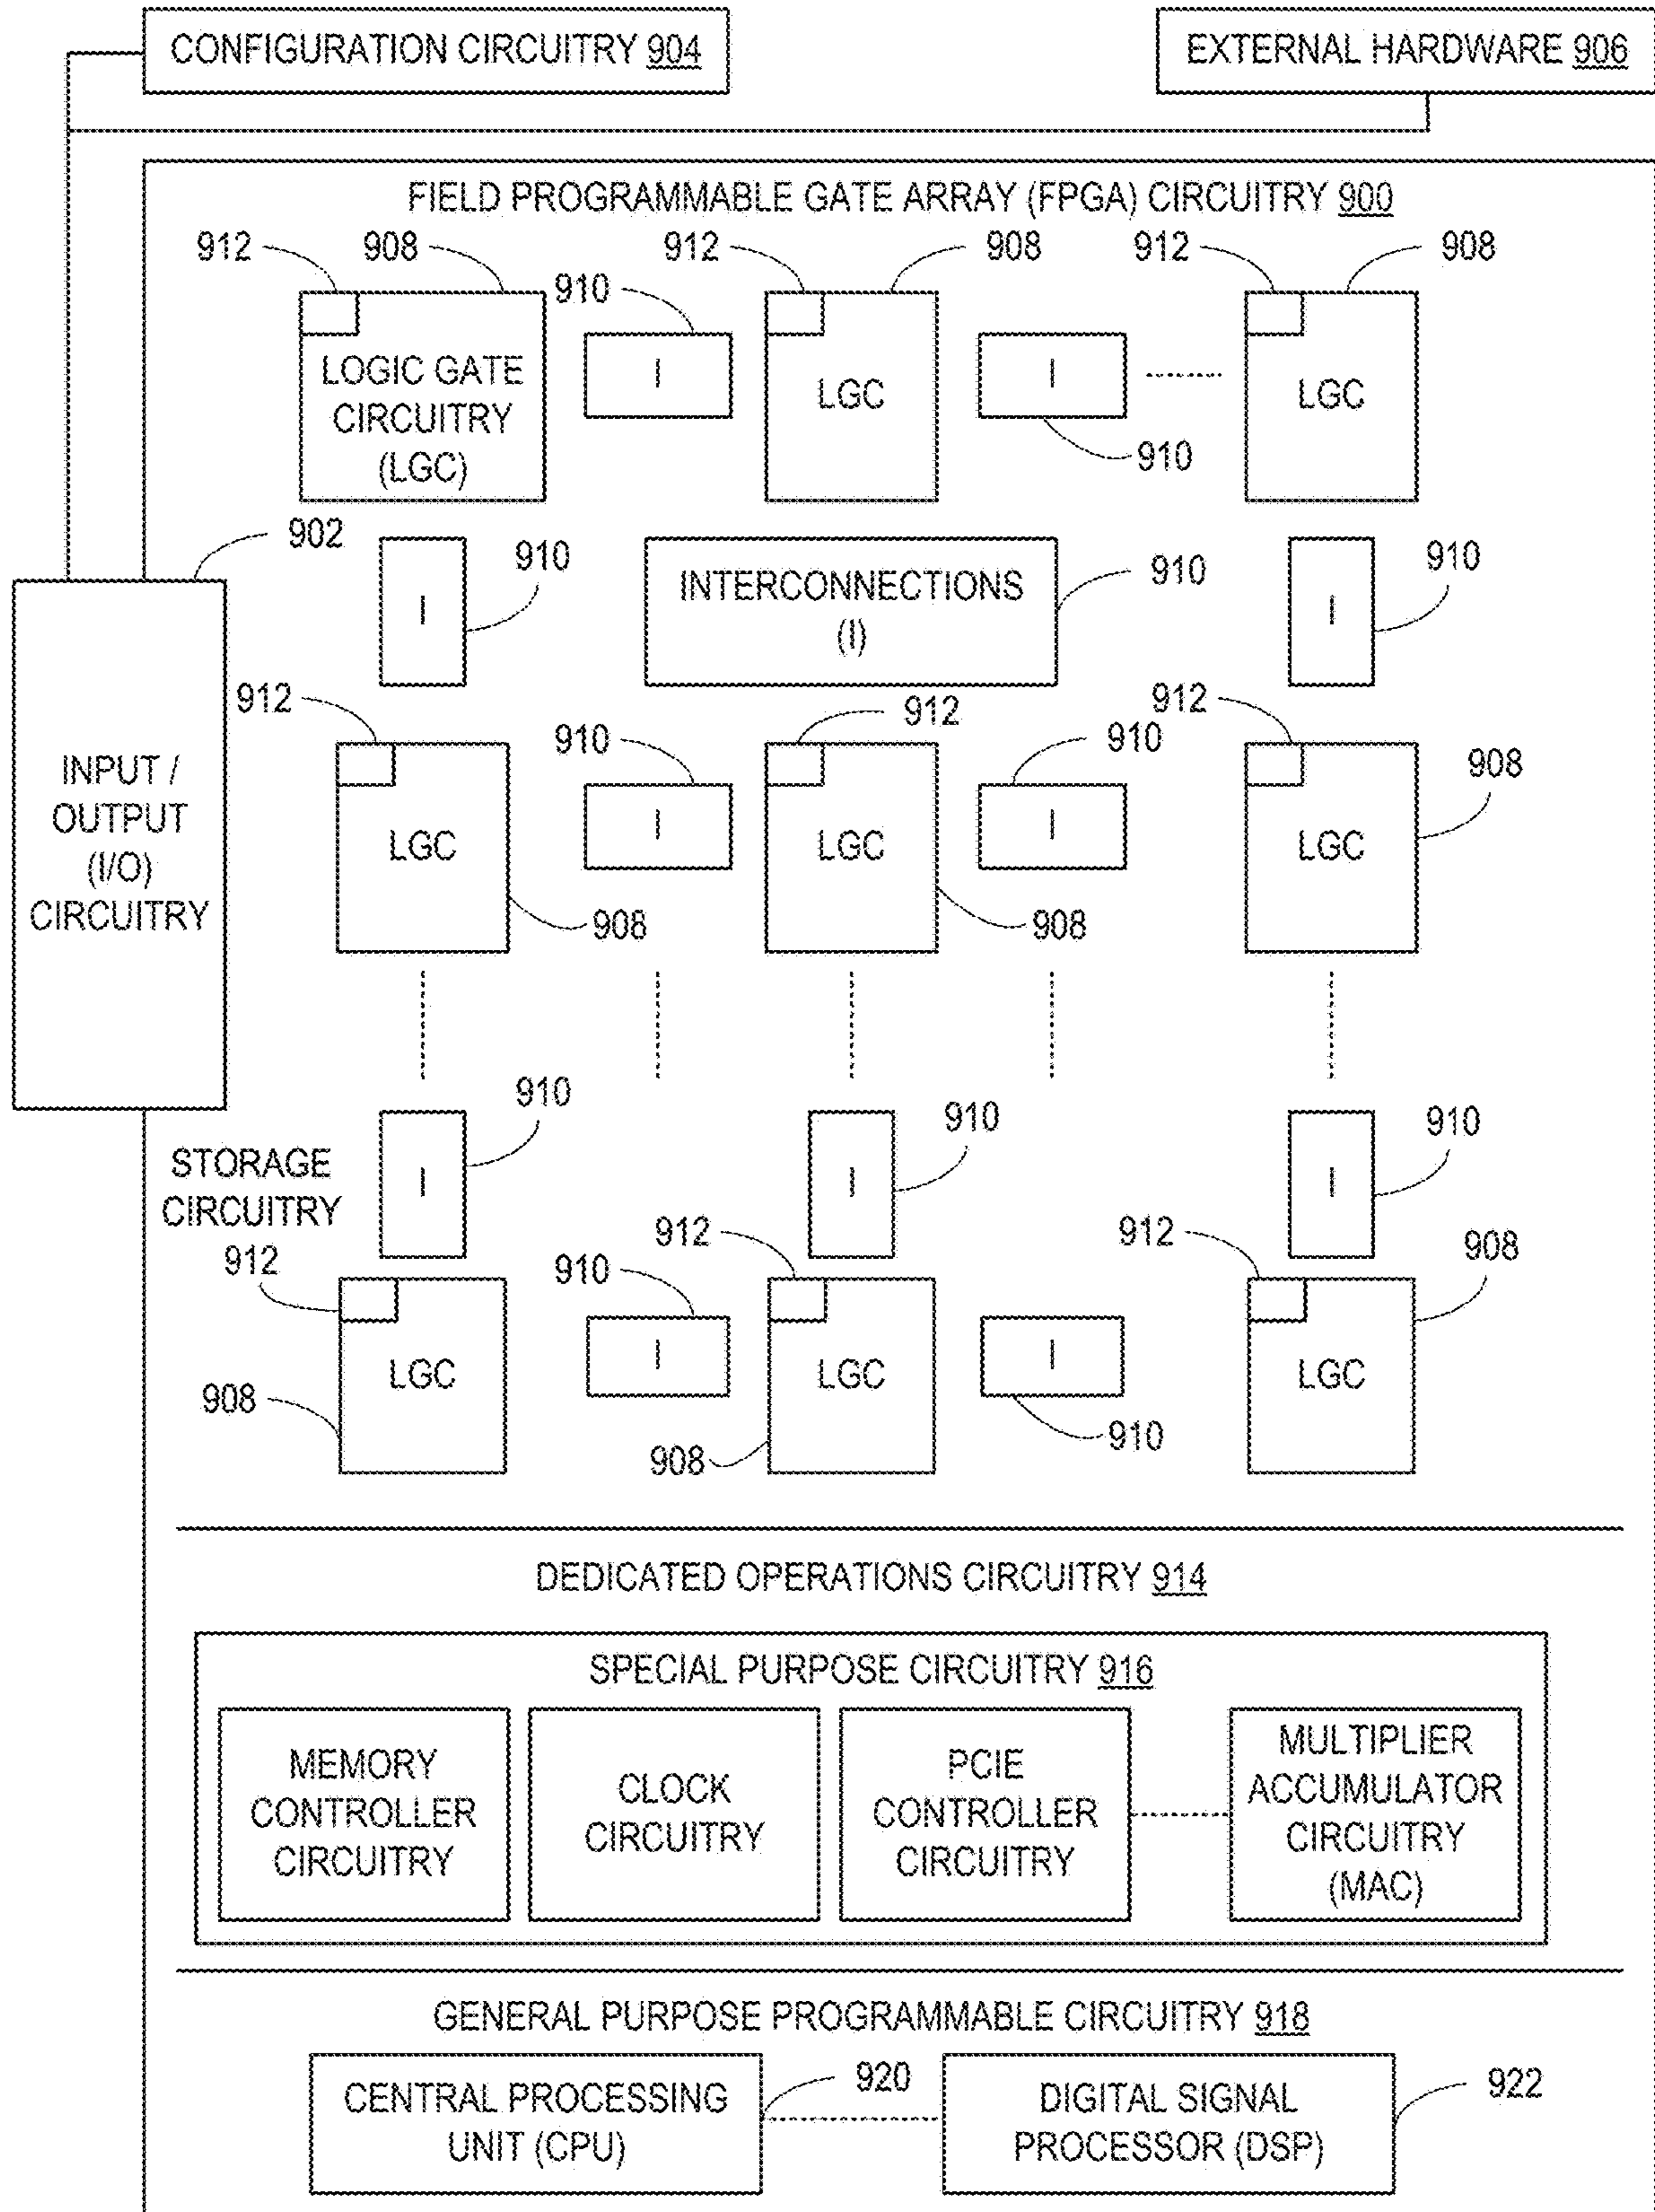 CONFIGURATION CIRCUITRY 904
EXTERNAL HARDWARE 906
FIELD PROGRAMMABLE GATE ARRAY (FPGA) CIRCUITRY 900
912 908 912 908 912 908
910
LOGIC GATE
CIRCUITRY
(LGC)
I
LGC
I
LGC
910
902
910
I
INTERCONNECTIONS
(I)
910
I
910
912
912
912
910
910
908
INPUT /
OUTPUT
(I/O)
CIRCUITRY
LGC
I
LGC
I
LGC
908
908
910
910
910
STORAGE
CIRCUITRY
912
I
I
I
912
912
908
910
LGC
I
LGC
I
LGC
908
908
910
DEDICATED OPERATIONS CIRCUITRY 914
SPECIAL PURPOSE CIRCUITRY 916
MEMORY
CONTROLLER
CIRCUITRY
CLOCK
CIRCUITRY
PCIE
CONTROLLER
CIRCUITRY
MULTIPLIER
ACCUMULATOR
CIRCUITRY
(MAC)
GENERAL PURPOSE PROGRAMMABLE CIRCUITRY 918
CENTRAL PROCESSING
UNIT (CPU)
920
DIGITAL SIGNAL
PROCESSOR (DSP)
922